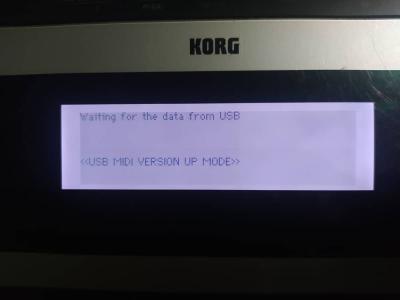 KORG
Waiting for the data from USB
<<USB MIDI VERSION UP MODE>>